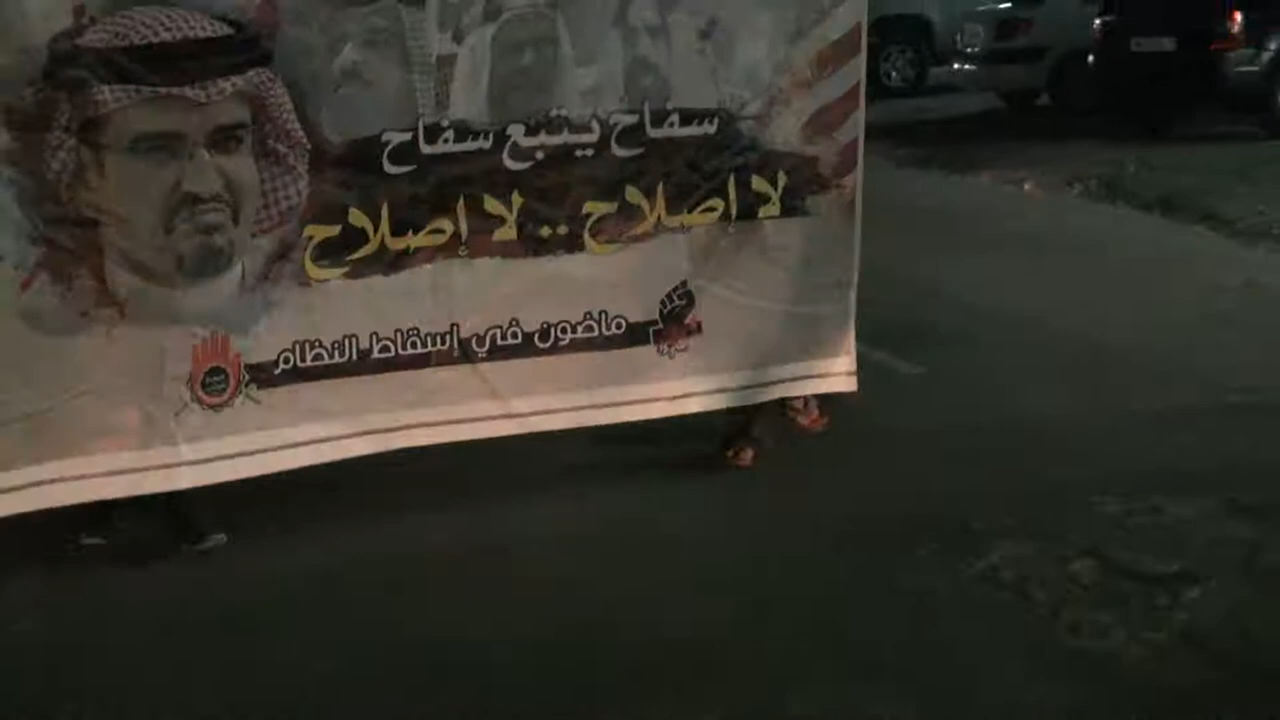 سفاح يتبع سفاح
لا إصلاح .. لا إصلاح
ماضون في إسقاط النظام